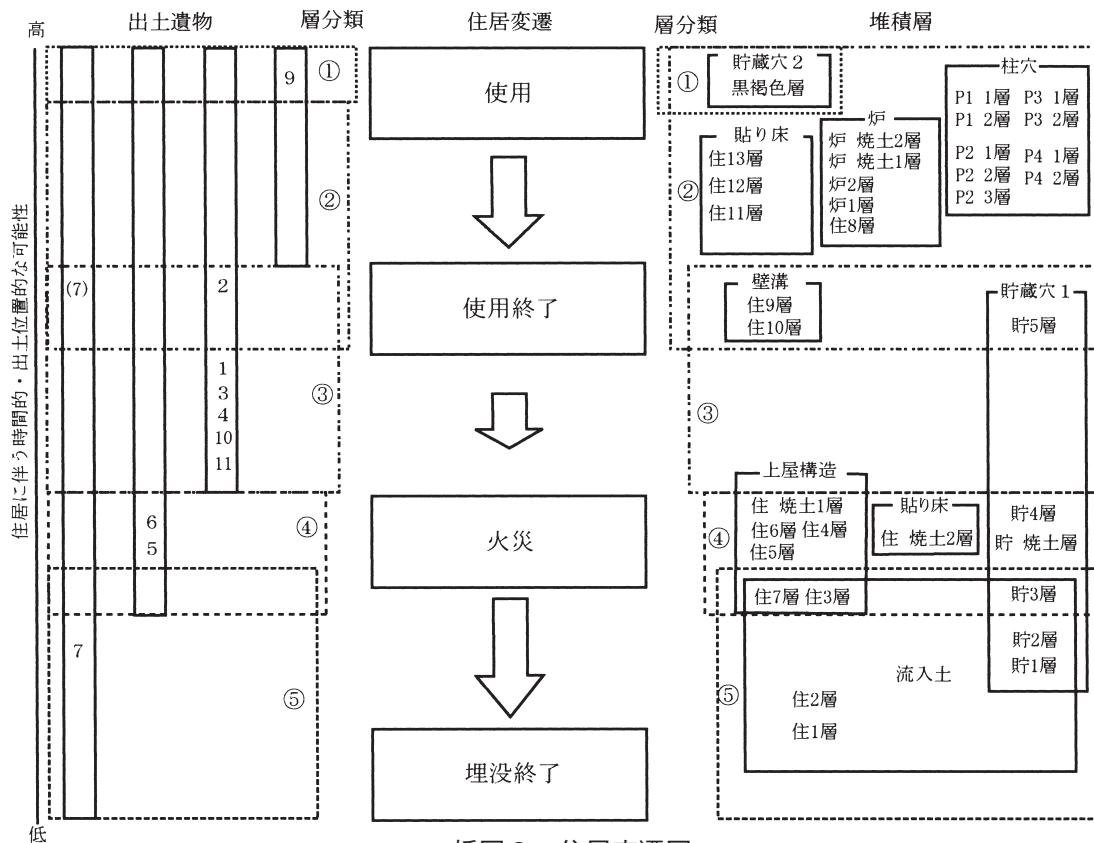 高
出土遺物
層分類
住居変遷
層分類
堆積層
住居に伴う時間的・出土位置的な可能性
低
9
①
②
(7)
2
1
3
4
10
11
③
6
5
④
7
⑤
使用
使用終了
火災
埋没終了
①
貯蔵穴2
黒褐色層
柱穴
P1 1層 P3 1層
P1 2層 P3 2層
P2 1層 P4 1層
P2 2層 P4 2層
P2 3層
②
貼り床
住13層
住12層
住11層
炉
炉 焼土2層
炉 焼土1層
炉2層
炉1層
住8層
壁溝
住9層
住10層
貯蔵穴1
貯5層
③
上屋構造
住 焼土1層
住6層 住4層
住5層
貼り床
住 焼土2層
貯4層
貯 焼土層
④
住7層 住3層
貯3層
貯2層
貯1層
流入土
⑤
住2層
住1層